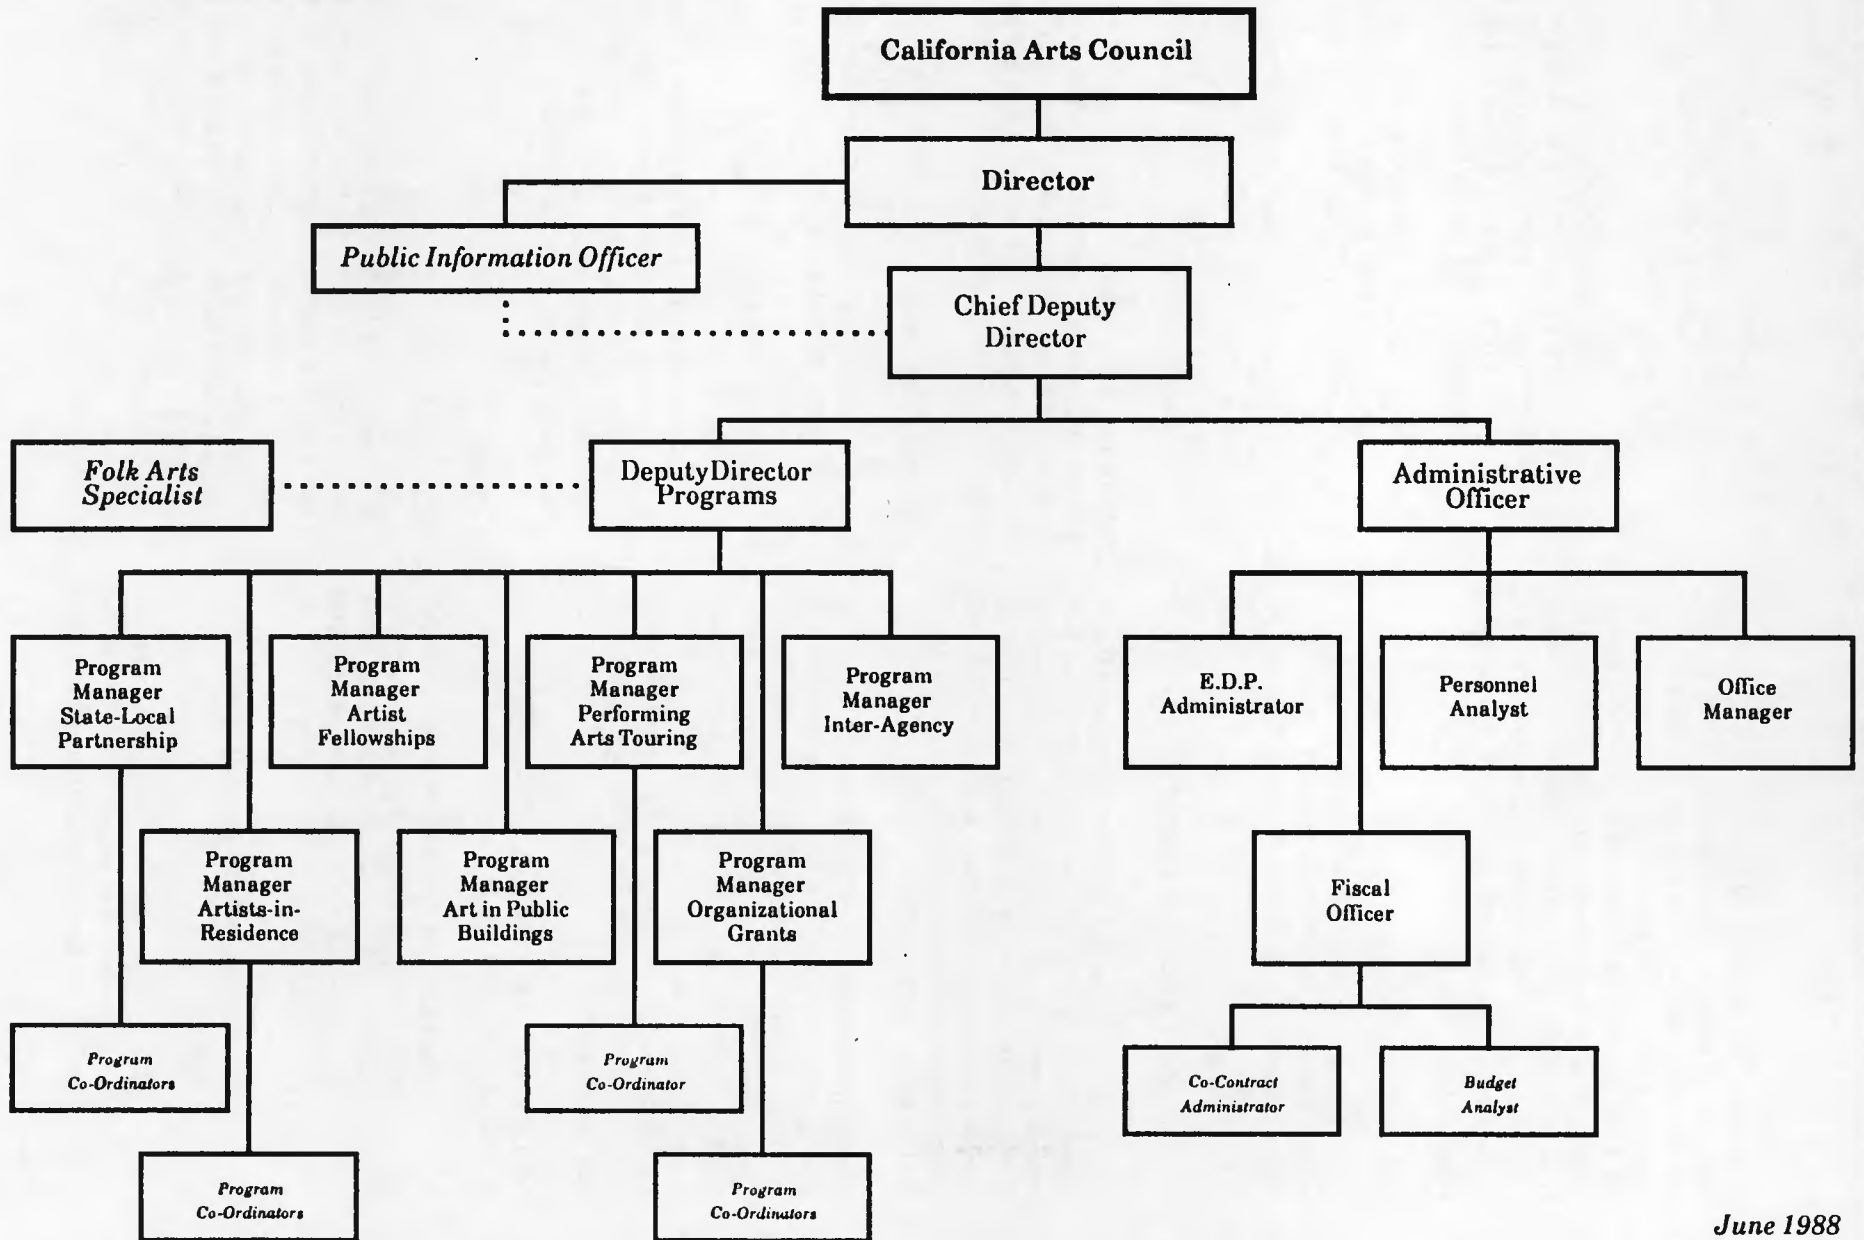 California Arts Council
Director
Public Information Officer
Chief Deputy
Director
Folk Arts
Specialist
Deputy Director
Programs
Administrative
Officer
Program
Manager
State-Local
Partnership
Program
Manager
Artist
Fellowships
Program
Manager
Performing
Arts Touring
Program
Manager
Inter-Agency
E.D.P.
Administrator
Personnel
Analyst
Office
Manager
Program
Manager
Artists-in-
Residence
Program
Manager
Art in Public
Buildings
Program
Manager
Organizational
Grants
Fiscal
Officer
Program
Co-Ordinators
Program
Co-Ordinator
Co-Contract
Administrator
Budget
Analyst
Program
Co-Ordinators
Program
Co-Ordinators
June 1988